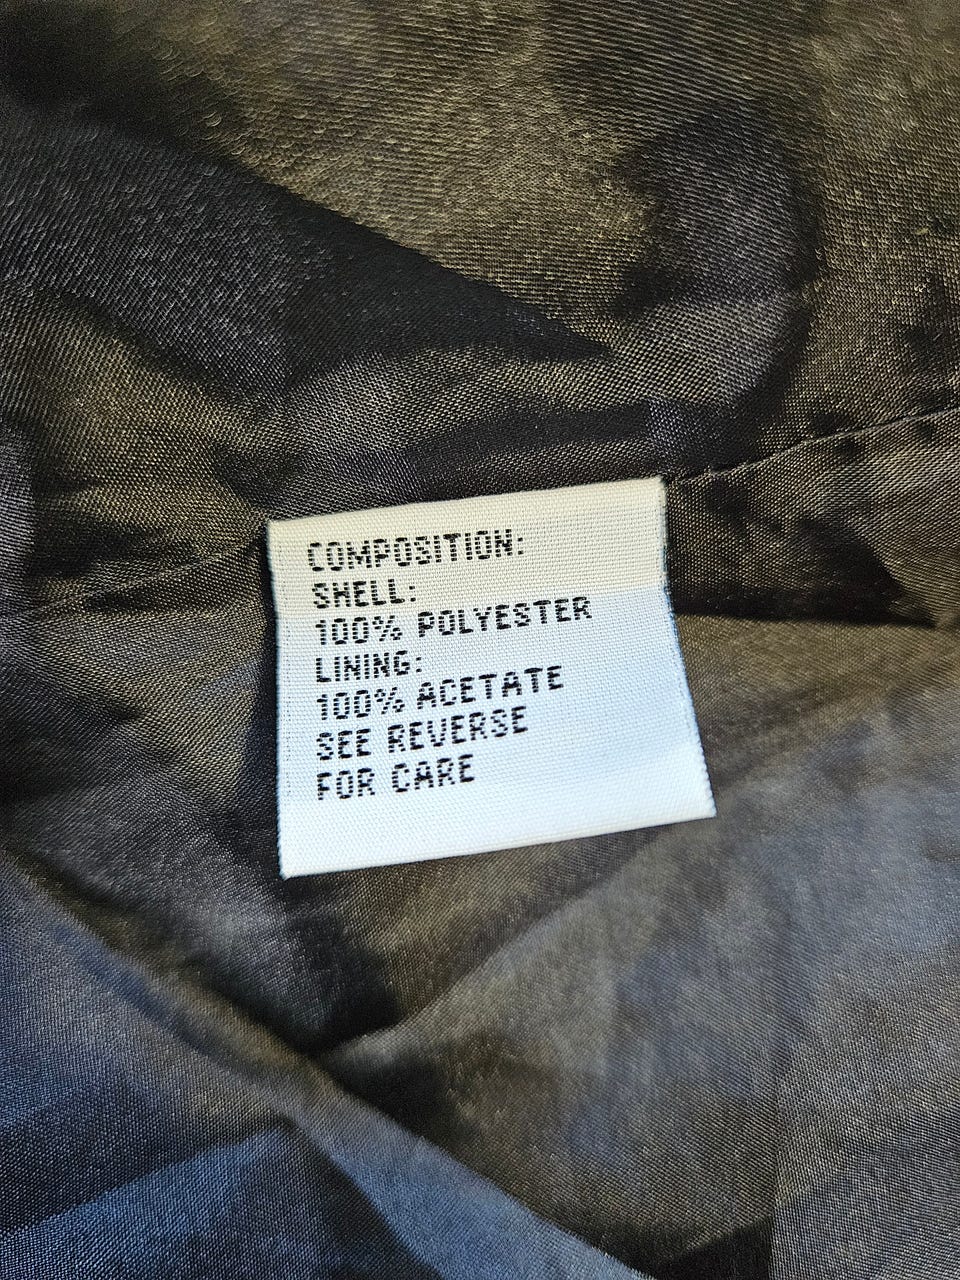 COMPOSITION:
SHELL:
100% POLYESTER
LINING:
100% ACETATE
SEE REVERSE
FOR CARE